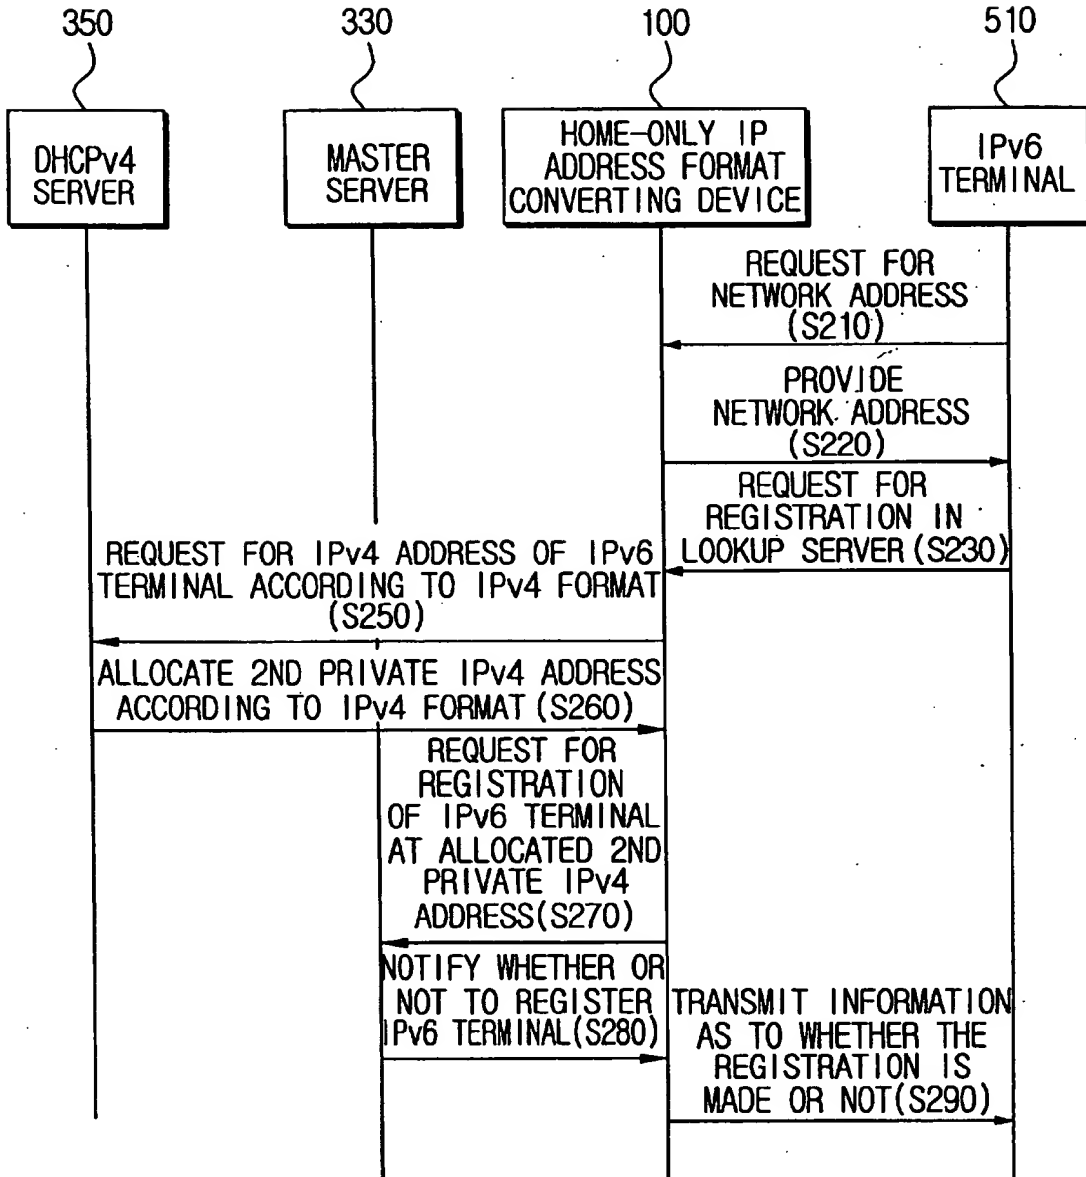 350
330
100
510
DHCPv4
SERVER
MASTER
SERVER
HOME-ONLY IP
ADDRESS FORMAT
CONVERTING DEVICE
IPv6
TERMINAL
REQUEST FOR
NETWORK ADDRESS
(S210)
PROVIDE
NETWORK ADDRESS
(S220)
REQUEST FOR
REGISTRATION IN
LOOKUP SERVER (S230)
REQUEST FOR IPv4 ADDRESS OF IPv6
TERMINAL ACCORDING TO IPv4 FORMAT
(S250)
ALLOCATE 2ND PRIVATE IPv4 ADDRESS
ACCORDING TO IPv4 FORMAT (S260)
REQUEST FOR
REGISTRATION
OF IPv6 TERMINAL
AT ALLOCATED 2ND
PRIVATE IPv4
ADDRESS(S270)
NOTIFY WHETHER OR
NOT TO REGISTER
IPv6 TERMINAL(S280)
TRANSMIT INFORMATION
AS TO WHETHER THE
REGISTRATION IS
MADE OR NOT(S290)